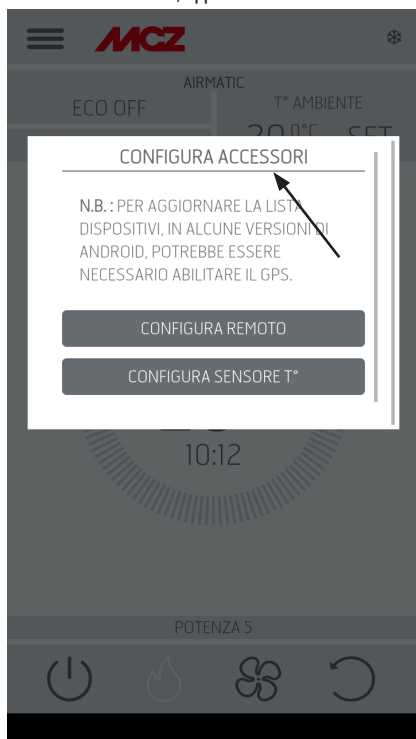 MCZ
AIRMATIC
ECO OFF
T° AMBIENTE
CONFIGURA ACCESSORI
N.B. : PER AGGIORNARE LA LISTA
DISPOSITIVI, IN ALCUNE VERSIONI DI
ANDROID, POTREBBE ESSERE
NECESSARIO ABILITARE IL GPS.
CONFIGURA REMOTO
CONFIGURA SENSORE T°
10:12
POTENZA 5